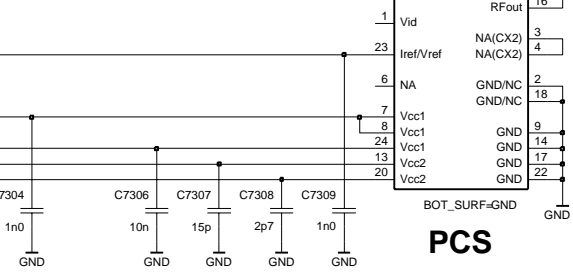 RFout 16
1 Vid
NA(CX2) 3
23 Iref/Vref NA(CX2) 4
6 NA GND/NC 2
GND/NC 18
7 Vcc1
8 Vcc1 GND 9
24 Vcc1 GND 14
13 Vcc2 GND 17
20 Vcc2 GND 22
7304 C7306 C7307 C7308 C7309
BOT_SURF=GND GND
1n0 10n 15p 2p7 1n0
PCS
GND GND GND GND GND